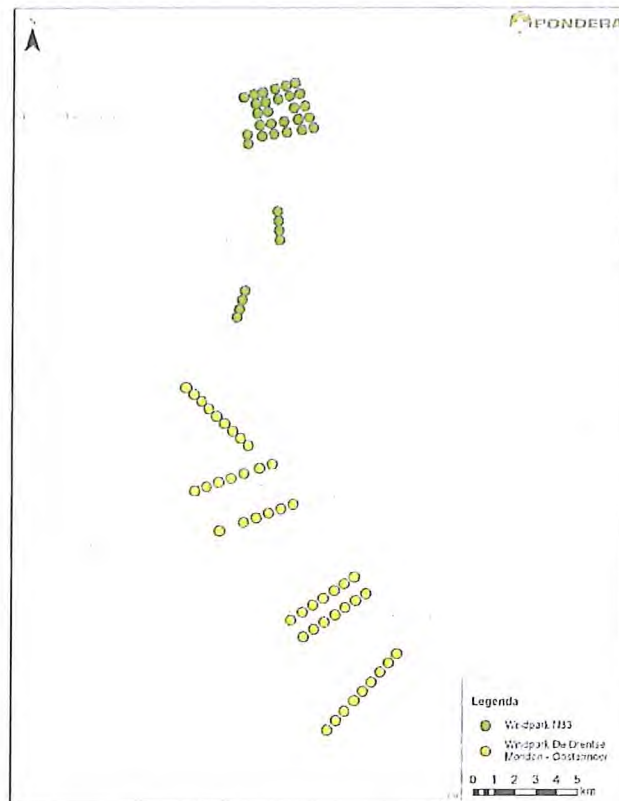 PONDERA
Legenda
Windpark N33
Windpark De Drentse
Monden - Oostermoer
0 1 2 3 4 5
km